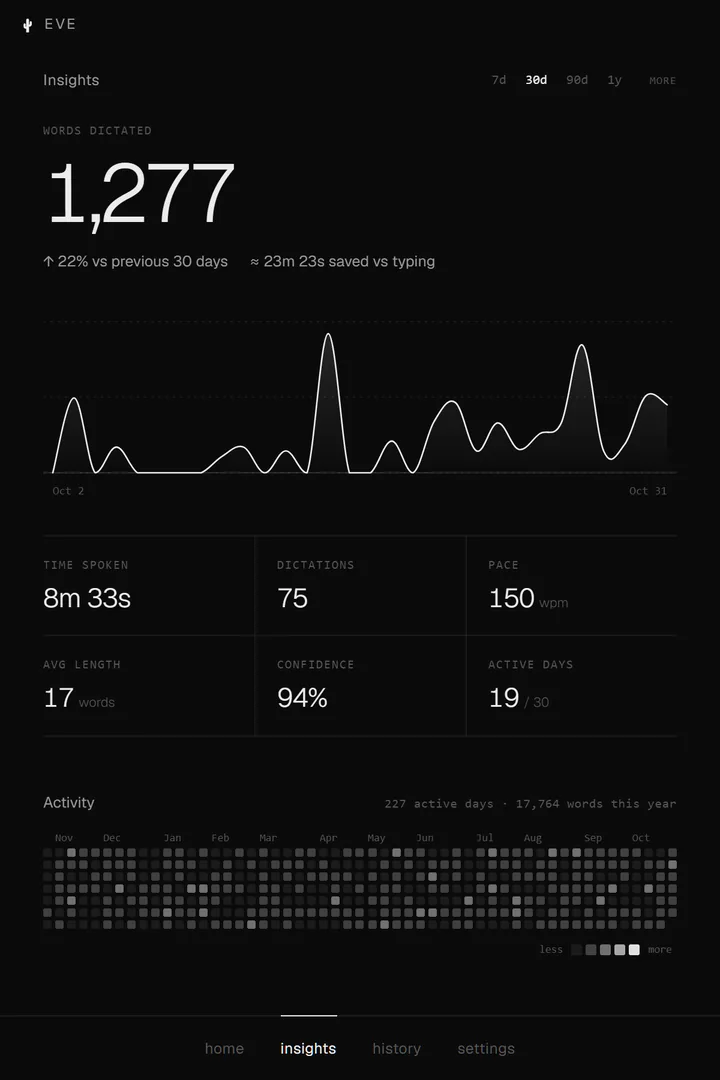 EVE
Insights 7d 30d 90d 1y MORE
WORDS DICTATED
1,277
↑ 22% vs previous 30 days ≈ 23m 23s saved vs typing
Oct 2 Oct 31
TIME SPOKEN DICTATIONS PACE
8m 33s 75 150 wpm
AVG LENGTH CONFIDENCE ACTIVE DAYS
17 words 94% 19 / 30
Activity 227 active days · 17,764 words this year
Nov Dec Jan Feb Mar Apr May Jun Jul Aug Sep Oct
less more
home insights history settings